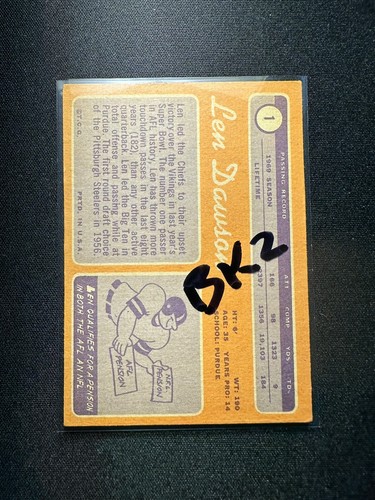 1
PASSING RECORD ATT. COMP. YDS. TD.
1969 SEASON 166 98 1323 9
LIFETIME 1356 19,103 184
Len Dawson
HT: 6' WT: 190
AGE: 35 YEARS PRO: 14
SCHOOL: PURDUE
BK2
Len led the Chiefs to their upset
victory over the Vikings in last year's
Super Bowl. The number one passer
in AFL history, Len has thrown more
touchdown passes in the last eight
years (182) than any other active
quarterback. Len led the Big Ten in
total offense and passing while at
Purdue. The first round draft choice
of the Pittsburgh Steelers in 1956.
NFL
PENSION
AFL
PENSION
LEN QUALIFIES FOR A PENSION
IN BOTH THE AFL AN NFL.
©T.C.G. PRTD. IN U.S.A.